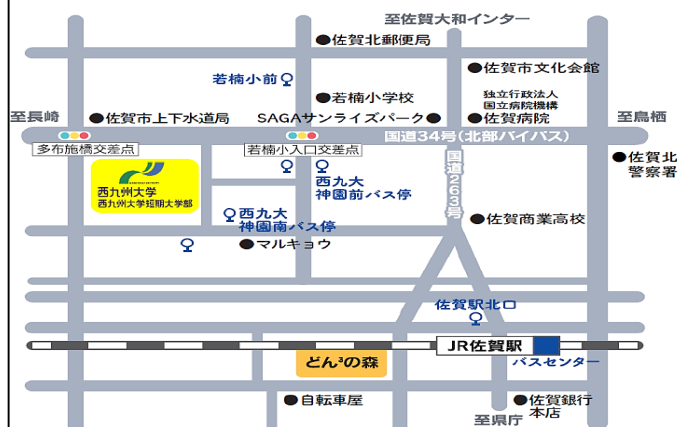 至佐賀大和インター
佐賀北郵便局
佐賀市文化会館
若楠小前
独立行政法人
国立病院機構
佐賀病院
若楠小学校
至長崎
佐賀市上下水道局
SAGAサンライズパーク
至鳥栖
国道34号(北部バイパス)
多布施橋交差点
若楠小入口交差点
佐賀北
警察署
西九州大学
西九州大学短期大学部
西九大
神園前バス停
国道263号
西九大
神園南バス停
佐賀商業高校
マルキョウ
佐賀駅北口
JR佐賀駅
バスセンター
どん³の森
自転車屋
佐賀銀行
本店
至県庁